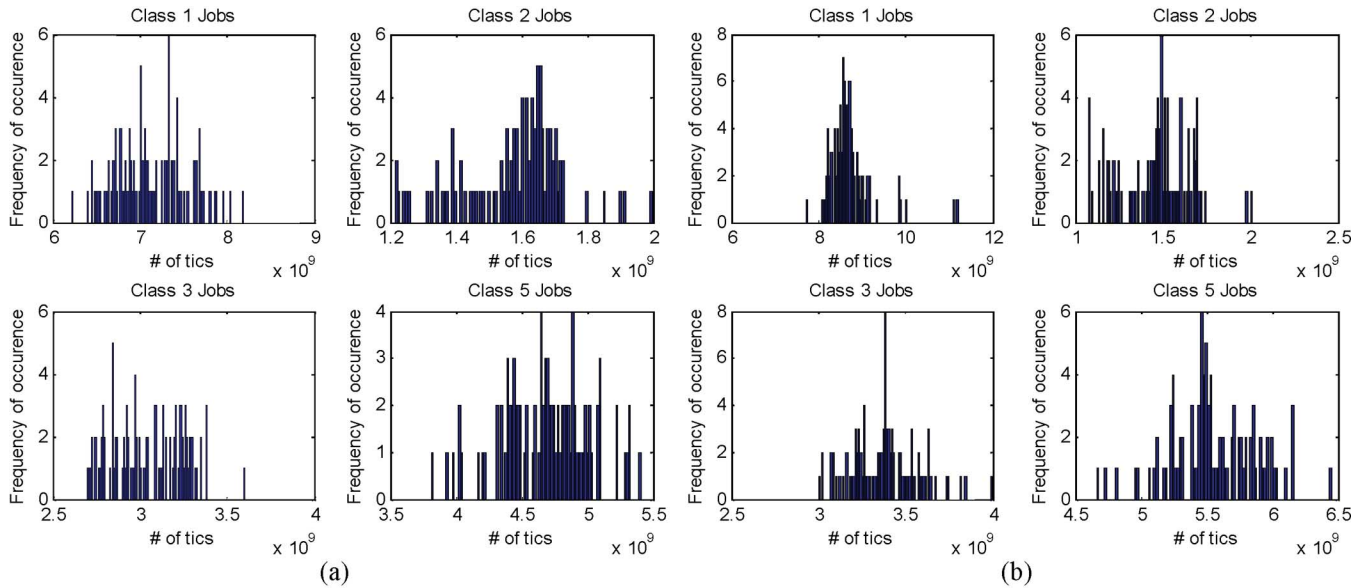 Class 1 Jobs
Frequency of occurence
6
4
2
0
6 7 8 9
# of tics
x 10^9
Class 2 Jobs
Frequency of occurence
6
4
2
0
1.2 1.4 1.6 1.8 2
# of tics
x 10^9
Class 3 Jobs
Frequency of occurence
6
4
2
0
2.5 3 3.5 4
# of tics
x 10^9
Class 5 Jobs
Frequency of occurence
4
3
2
1
0
3.5 4 4.5 5 5.5
# of tics
x 10^9
(a)
Class 1 Jobs
Frequency of occurence
8
6
4
2
0
6 8 10 12
# of tics
x 10^9
Class 2 Jobs
Frequency of occurence
6
4
2
0
1 1.5 2 2.5
# of tics
x 10^9
Class 3 Jobs
Frequency of occurence
8
6
4
2
0
2.5 3 3.5 4
# of tics
x 10^9
Class 5 Jobs
Frequency of occurence
6
4
2
0
4.5 5 5.5 6 6.5
# of tics
x 10^9
(b)